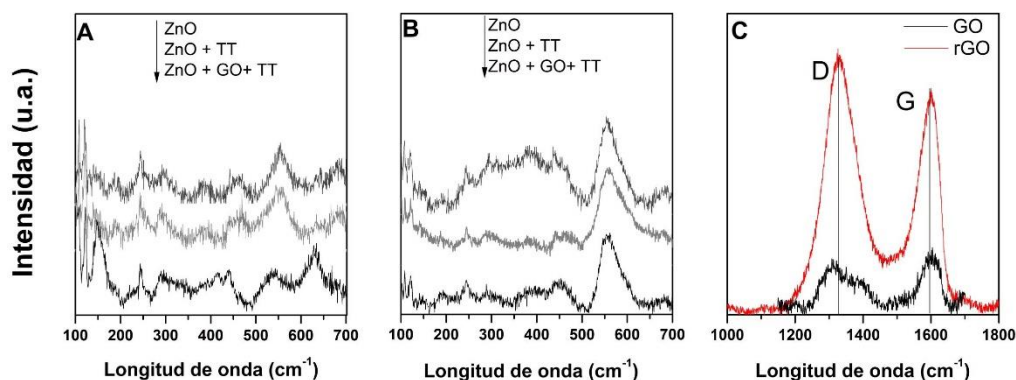 Intensidad (u.a.)
A
ZnO
ZnO + TT
ZnO + GO+ TT
100 200 300 400 500 600 700
Longitud de onda (cm⁻¹)
B
ZnO
ZnO + TT
ZnO + GO+ TT
100 200 300 400 500 600 700
Longitud de onda (cm⁻¹)
C
GO
rGO
D
G
1000 1200 1400 1600 1800
Longitud de onda (cm⁻¹)